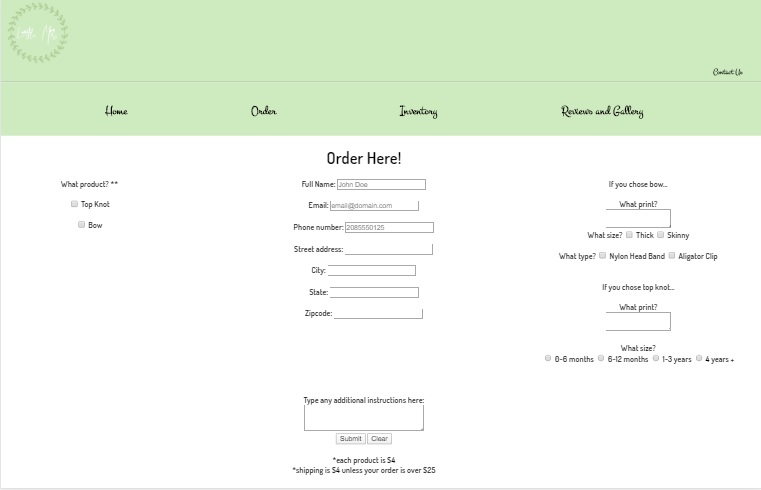 Contact Us
Home Order Inventory Reviews and Gallery
Order Here!
What product? **
Top Knot
Bow
Full Name: John Doe
Email: email@domain.com
Phone number: 2085550125
Street address:
City:
State:
Zipcode:
If you chose bow...
What print?
What size? Thick Skinny
What type? Nylon Head Band Aligator Clip
If you chose top knot...
What print?
What size?
0-6 months 6-12 months 1-3 years 4 years +
Type any additional instructions here:
Submit Clear
*each product is $4
*shipping is $4 unless your order is over $25